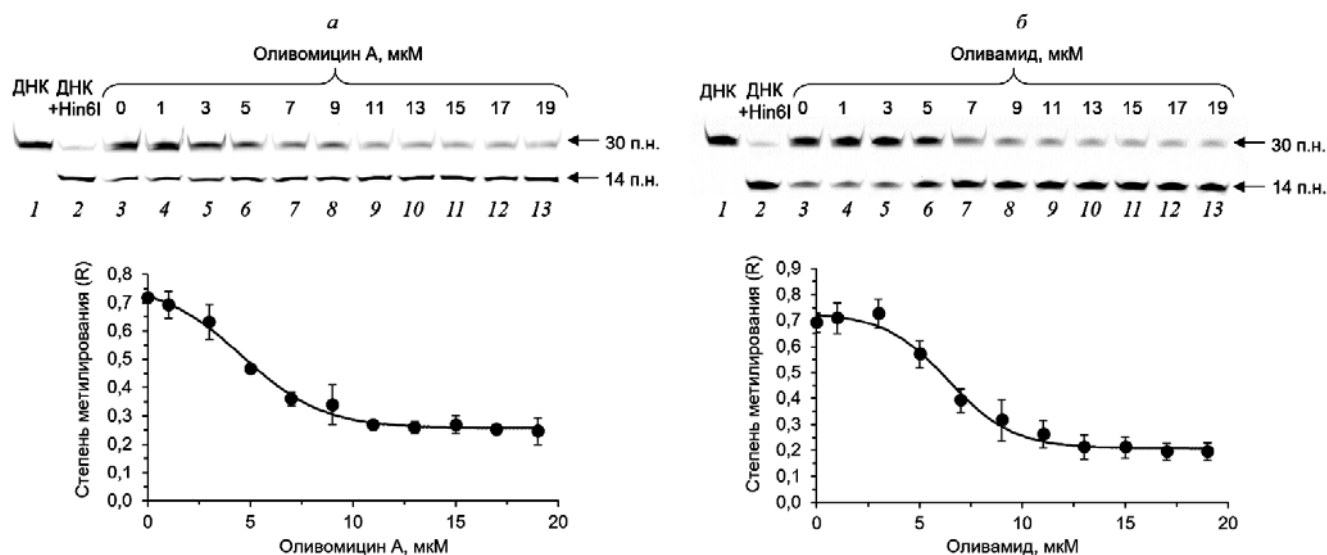 а
Оливомицин А, мкМ
ДНК ДНК +Hin6I 0 1 3 5 7 9 11 13 15 17 19
30 п.н.
14 п.н.
1 2 3 4 5 6 7 8 9 10 11 12 13
Степень метилирования (R)
0,8
0,7
0,6
0,5
0,4
0,3
0,2
0,1
0,0
0 5 10 15 20
Оливомицин А, мкМ
б
Оливамид, мкМ
ДНК ДНК +Hin6I 0 1 3 5 7 9 11 13 15 17 19
30 п.н.
14 п.н.
1 2 3 4 5 6 7 8 9 10 11 12 13
Степень метилирования (R)
0,9
0,8
0,7
0,6
0,5
0,4
0,3
0,2
0,1
0,0
0 5 10 15 20
Оливамид, мкМ